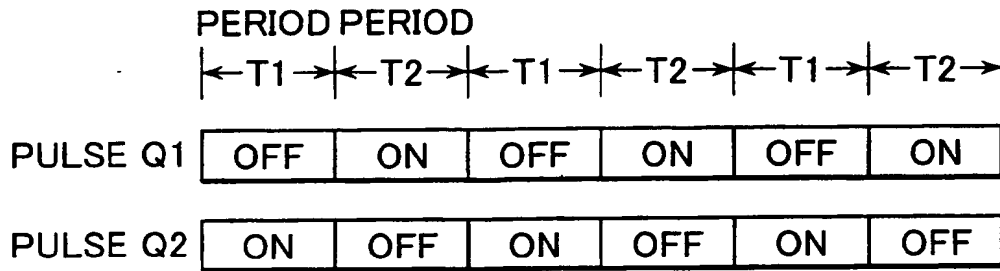 PERIOD PERIOD
T1 T2 T1 T2 T1 T2
PULSE Q1 OFF ON OFF ON OFF ON
PULSE Q2 ON OFF ON OFF ON OFF